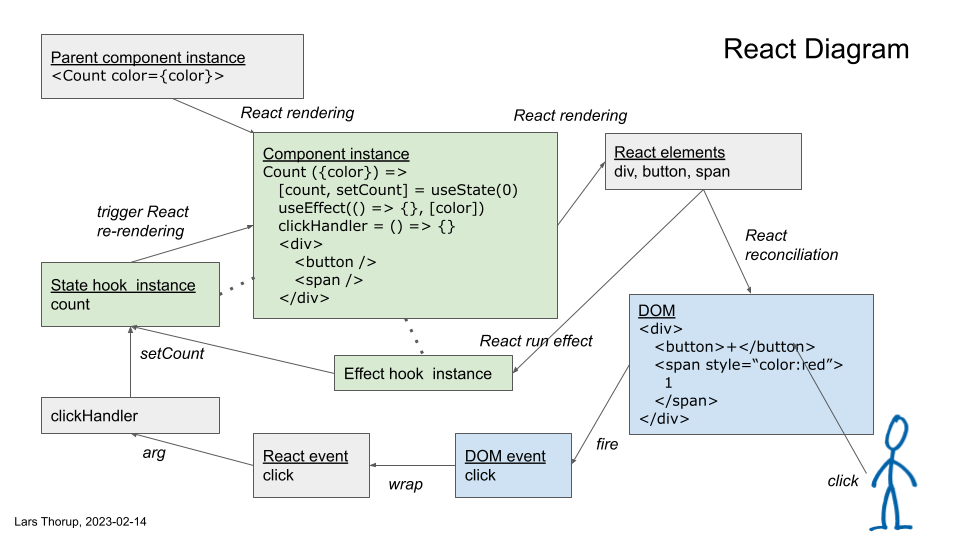 React Diagram
Parent component instance
<Count color={color}>
React rendering
React rendering
Component instance
Count ({color}) =>
[count, setCount] = useState(0)
useEffect(() => {}, [color])
clickHandler = () => {}
<div>
<button />
<span />
</div>
React elements
div, button, span
trigger React
re-rendering
React
reconciliation
State hook  instance
count
DOM
<div>
<button>+</button>
<span style=“color:red”>
1
</span>
</div>
setCount
React run effect
Effect hook  instance
clickHandler
arg
React event
click
wrap
DOM event
click
fire
click
Lars Thorup, 2023-02-14